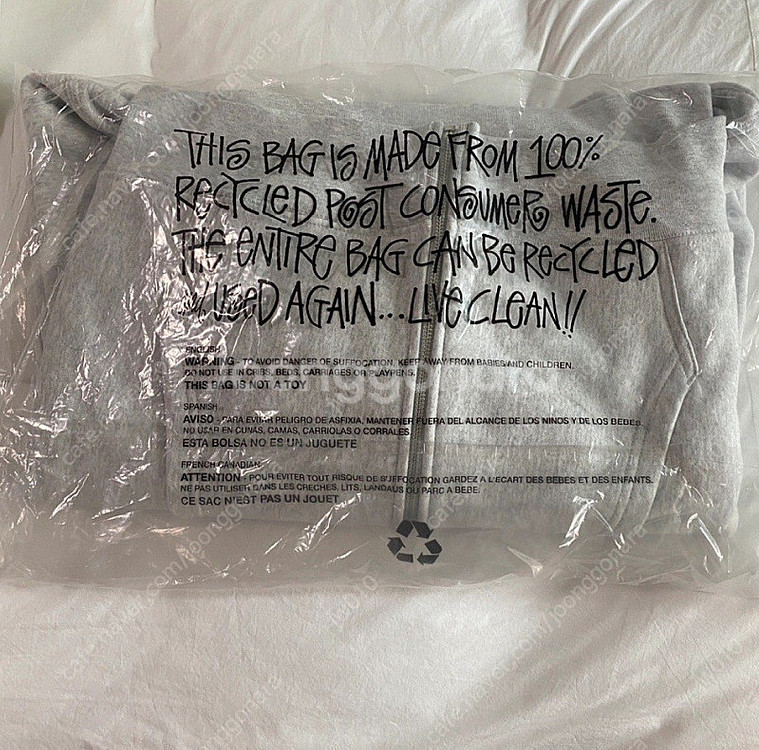 THIS BAG IS MADE FROM 100%
RECYCLED POST CONSUMER WASTE.
THE ENTIRE BAG CAN BE RECYCLED
USED AGAIN... LIVE CLEAN!!
ENGLISH
WARNING - TO AVOID DANGER OF SUFFOCATION, KEEP AWAY FROM BABIES AND CHILDREN.
DO NOT USE IN CRIBS, BEDS, CARRIAGES OR PLAYPENS.
THIS BAG IS NOT A TOY
SPANISH
AVISO - PARA EVITAR PELIGRO DE ASFIXIA, MANTENER FUERA DEL ALCANCE DE LOS NINOS Y DE LOS BEBES.
NO USAR EN CUNAS, CAMAS, CARRIOLAS O CORRALES.
ESTA BOLSA NO ES UN JUGUETE
FRENCH CANADIAN
ATTENTION - POUR EVITER TOUT RISQUE DE SUFFOCATION GARDEZ A L'ECART DES BEBES ET DES ENFANTS.
NE PAS UTILISER DANS LES CRECHES, LITS, LANDAUS OU PARC A BEBE.
CE SAC N'EST PAS UN JOUET.
joonggonara
cafe.naver.com/joonggonara